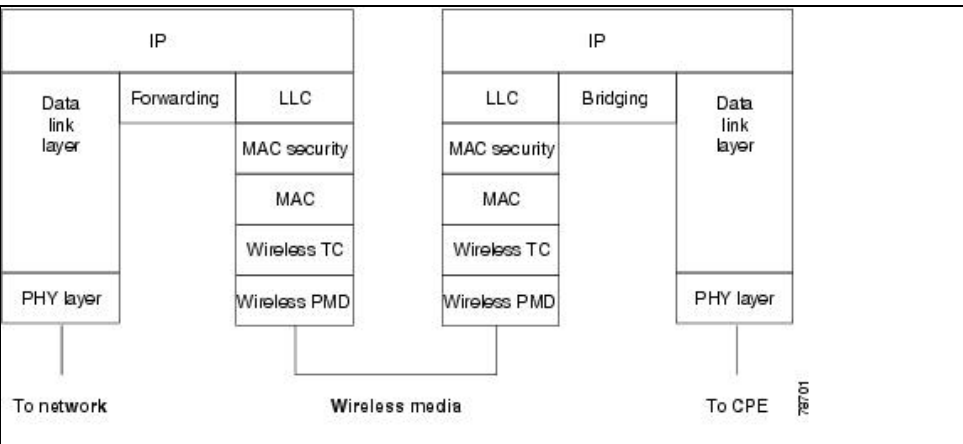 IP
IP
Data
link
layer
Forwarding
LLC
LLC
Bridging
Data
link
layer
MAC security
MAC security
MAC
MAC
Wireless TC
Wireless TC
PHY layer
Wireless PMD
Wireless PMD
PHY layer
To network
Wireless media
To CPE
78701